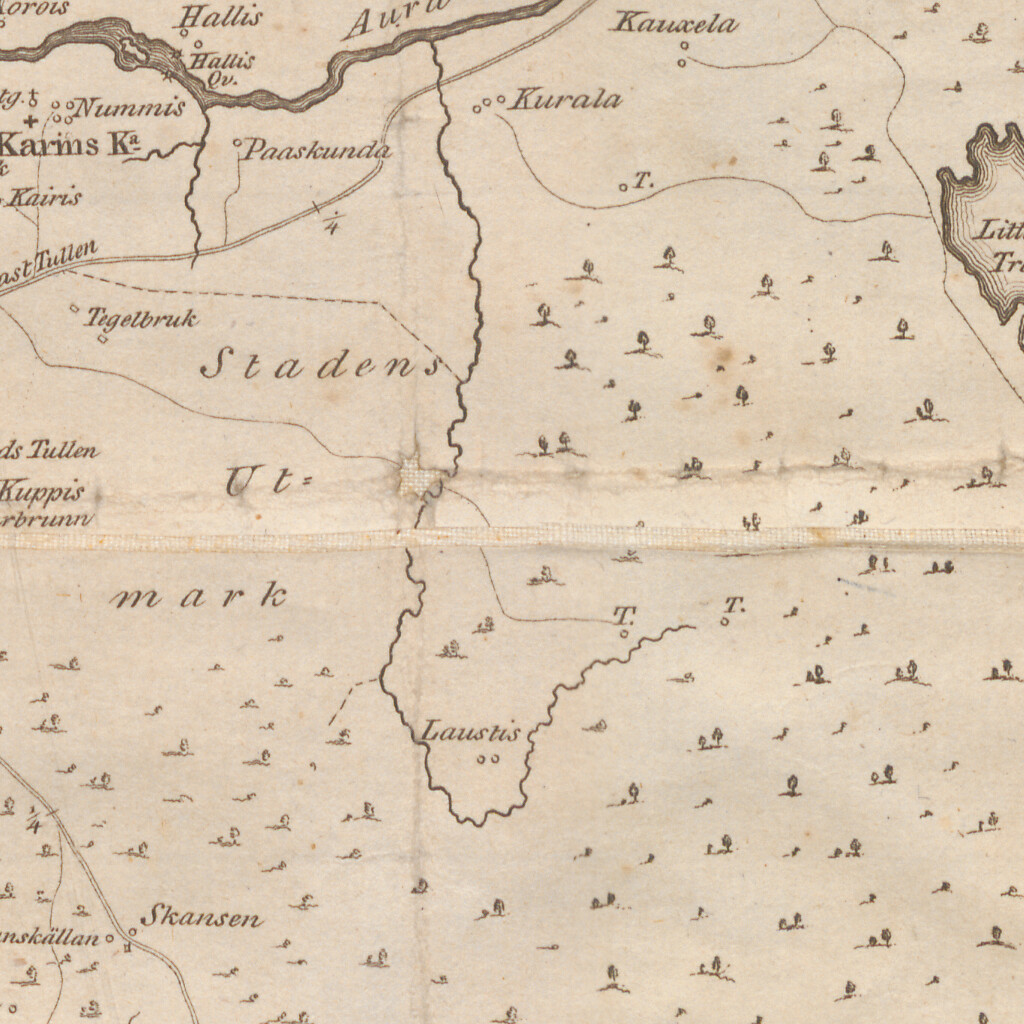 Hallis
Aura
Kauxela
Hallis
Qv.
Nummis
Kurala
Karins Kᵃ
Paaskunda
T.
Kairis
1/4
Tullen
Tegelbruk
Stadens
ds Tullen
Ut=
Kuppis
rbrunn
mark
T.
T.
Laustis
1/4
Skansen
nskällan